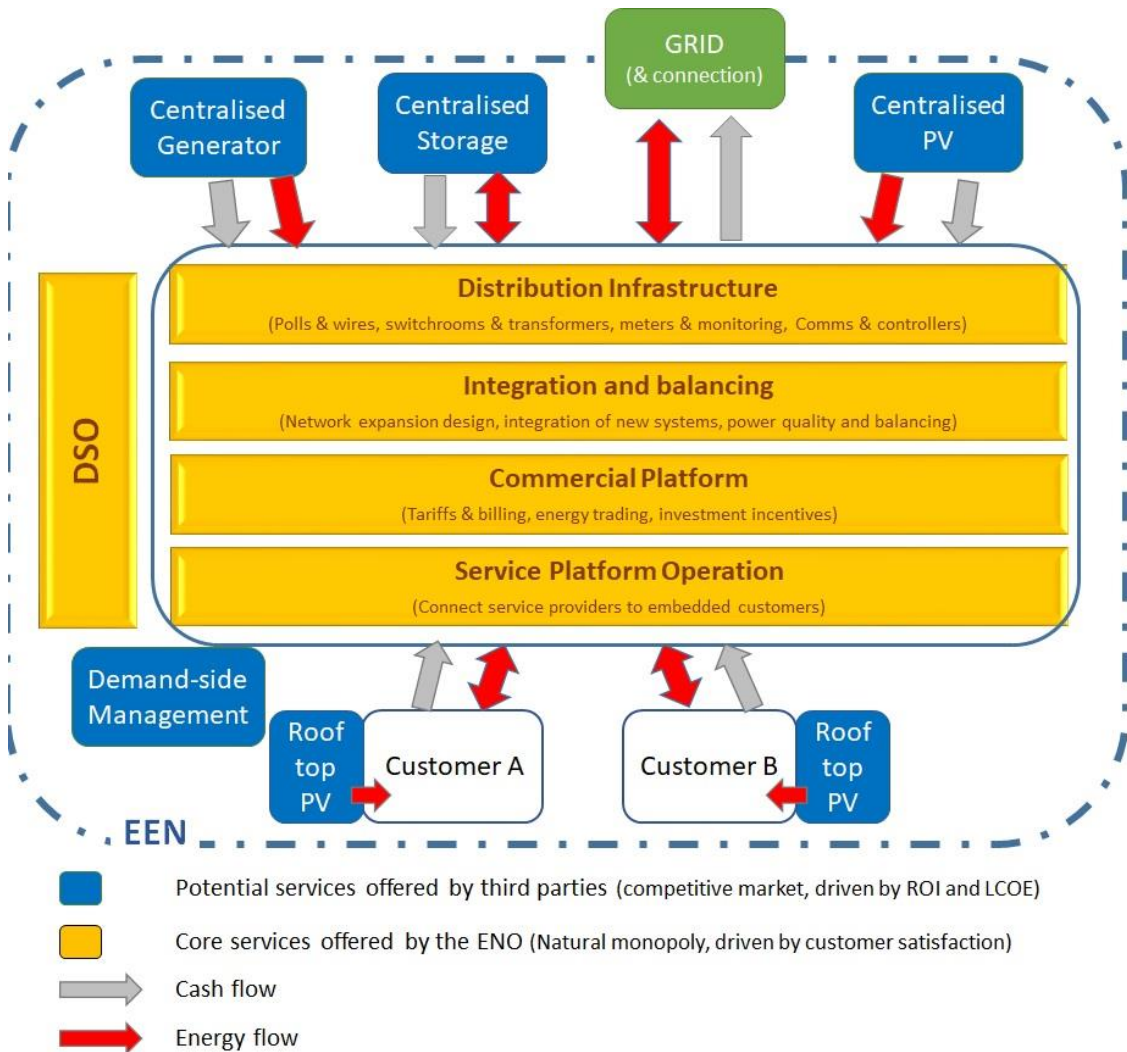 GRID
(& connection)
Centralised
Generator
Centralised
Storage
Centralised
PV
DSO
Distribution Infrastructure
(Polls & wires, switchrooms & transformers, meters & monitoring, Comms & controllers)
Integration and balancing
(Network expansion design, integration of new systems, power quality and balancing)
Commercial Platform
(Tariffs & billing, energy trading, investment incentives)
Service Platform Operation
(Connect service providers to embedded customers)
Demand-side
Management
Roof
top
PV
Customer A
Customer B
Roof
top
PV
EEN
Potential services offered by third parties (competitive market, driven by ROI and LCOE)
Core services offered by the ENO (Natural monopoly, driven by customer satisfaction)
Cash flow
Energy flow